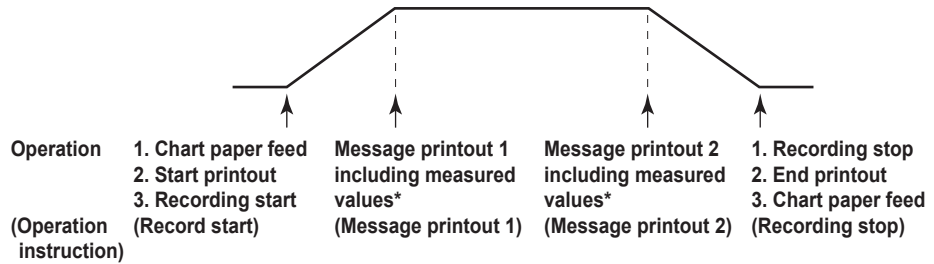 Operation
1. Chart paper feed
2. Start printout
3. Recording start
(Operation instruction)
(Record start)
Message printout 1
including measured
values*
(Message printout 1)
Message printout 2
including measured
values*
(Message printout 2)
1. Recording stop
2. End printout
3. Chart paper feed
(Recording stop)